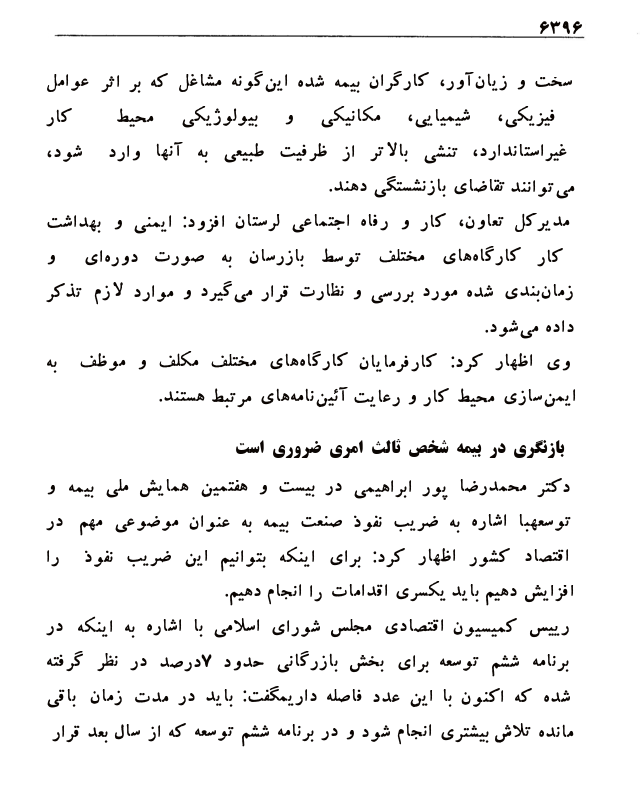 ۶۳۹۶
سخت و زیان‌آور، کارگران بیمه شده این‌گونه مشاغل که بر اثر عوامل
فیزیکی، شیمیایی، مکانیکی و بیولوژیکی محیط کار
غیراستاندارد، تنشی بالاتر از ظرفیت طبیعی به آنها وارد شود،
می‌توانند تقاضای بازنشستگی دهند.
مدیرکل تعاون، کار و رفاه اجتماعی لرستان افزود: ایمنی و بهداشت
کار کارگاه‌های مختلف توسط بازرسان به صورت دوره‌ای و
زمان‌بندی شده مورد بررسی و نظارت قرار می‌گیرد و موارد لازم تذکر
داده می‌شود.
وی اظهار کرد: کارفرمایان کارگاه‌های مختلف مکلف و موظف به
ایمن‌سازی محیط کار و رعایت آئین‌نامه‌های مرتبط هستند.
بازنگری در بیمه شخص ثالث امری ضروری است
دکتر محمدرضا پور ابراهیمی در بیست و هفتمین همایش ملی بیمه و
توسعهبا اشاره به ضریب نفوذ صنعت بیمه به عنوان موضوعی مهم در
اقتصاد کشور اظهار کرد: برای اینکه بتوانیم این ضریب نفوذ را
افزایش دهیم باید یکسری اقدامات را انجام دهیم.
رییس کمیسیون اقتصادی مجلس شورای اسلامی با اشاره به اینکه در
برنامه ششم توسعه برای بخش بازرگانی حدود ۷درصد در نظر گرفته
شده که اکنون با این عدد فاصله داریمگفت: باید در مدت زمان باقی
مانده تلاش بیشتری انجام شود و در برنامه ششم توسعه که از سال بعد قرار